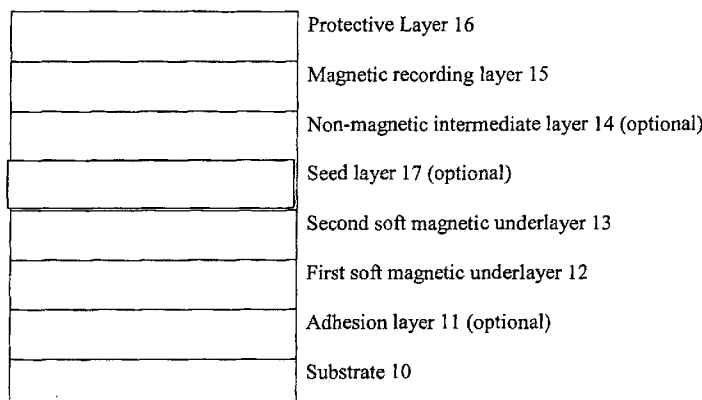 Protective Layer 16
Magnetic recording layer 15
Non-magnetic intermediate layer 14 (optional)
Seed layer 17 (optional)
Second soft magnetic underlayer 13
First soft magnetic underlayer 12
Adhesion layer 11 (optional)
Substrate 10